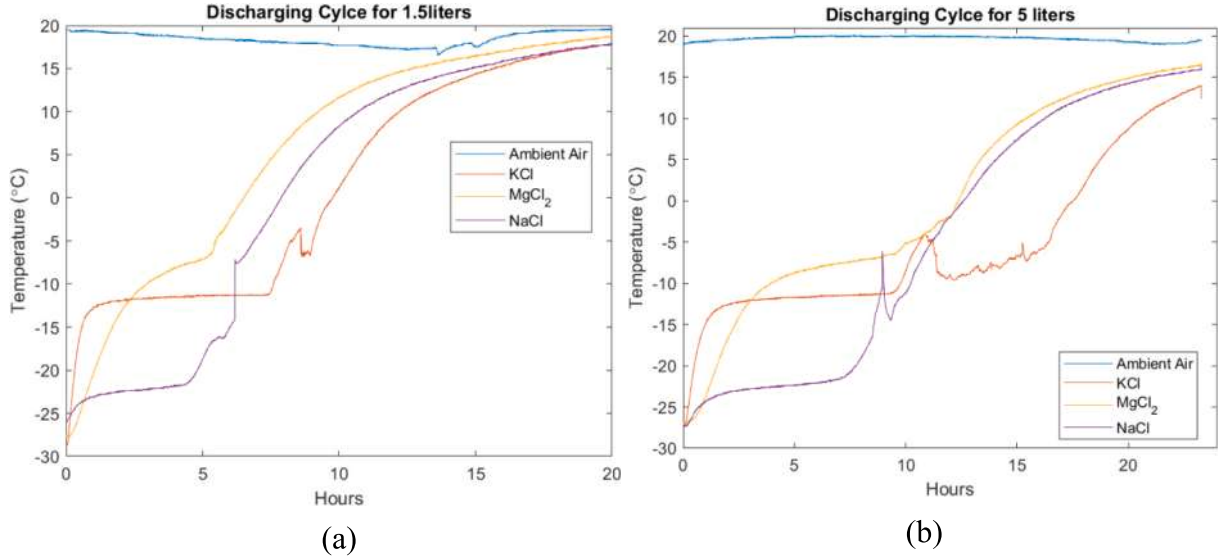 Discharging Cylce for 1.5liters
20
15
10
5
0
-5
-10
-15
-20
-25
-30
Temperature (°C)
Ambient Air
KCl
MgCl2
NaCl
0 5 10 15 20
Hours
(a)
Discharging Cylce for 5 liters
20
15
10
5
0
-5
-10
-15
-20
-25
-30
Temperature (°C)
Ambient Air
KCl
MgCl2
NaCl
0 5 10 15 20
Hours
(b)